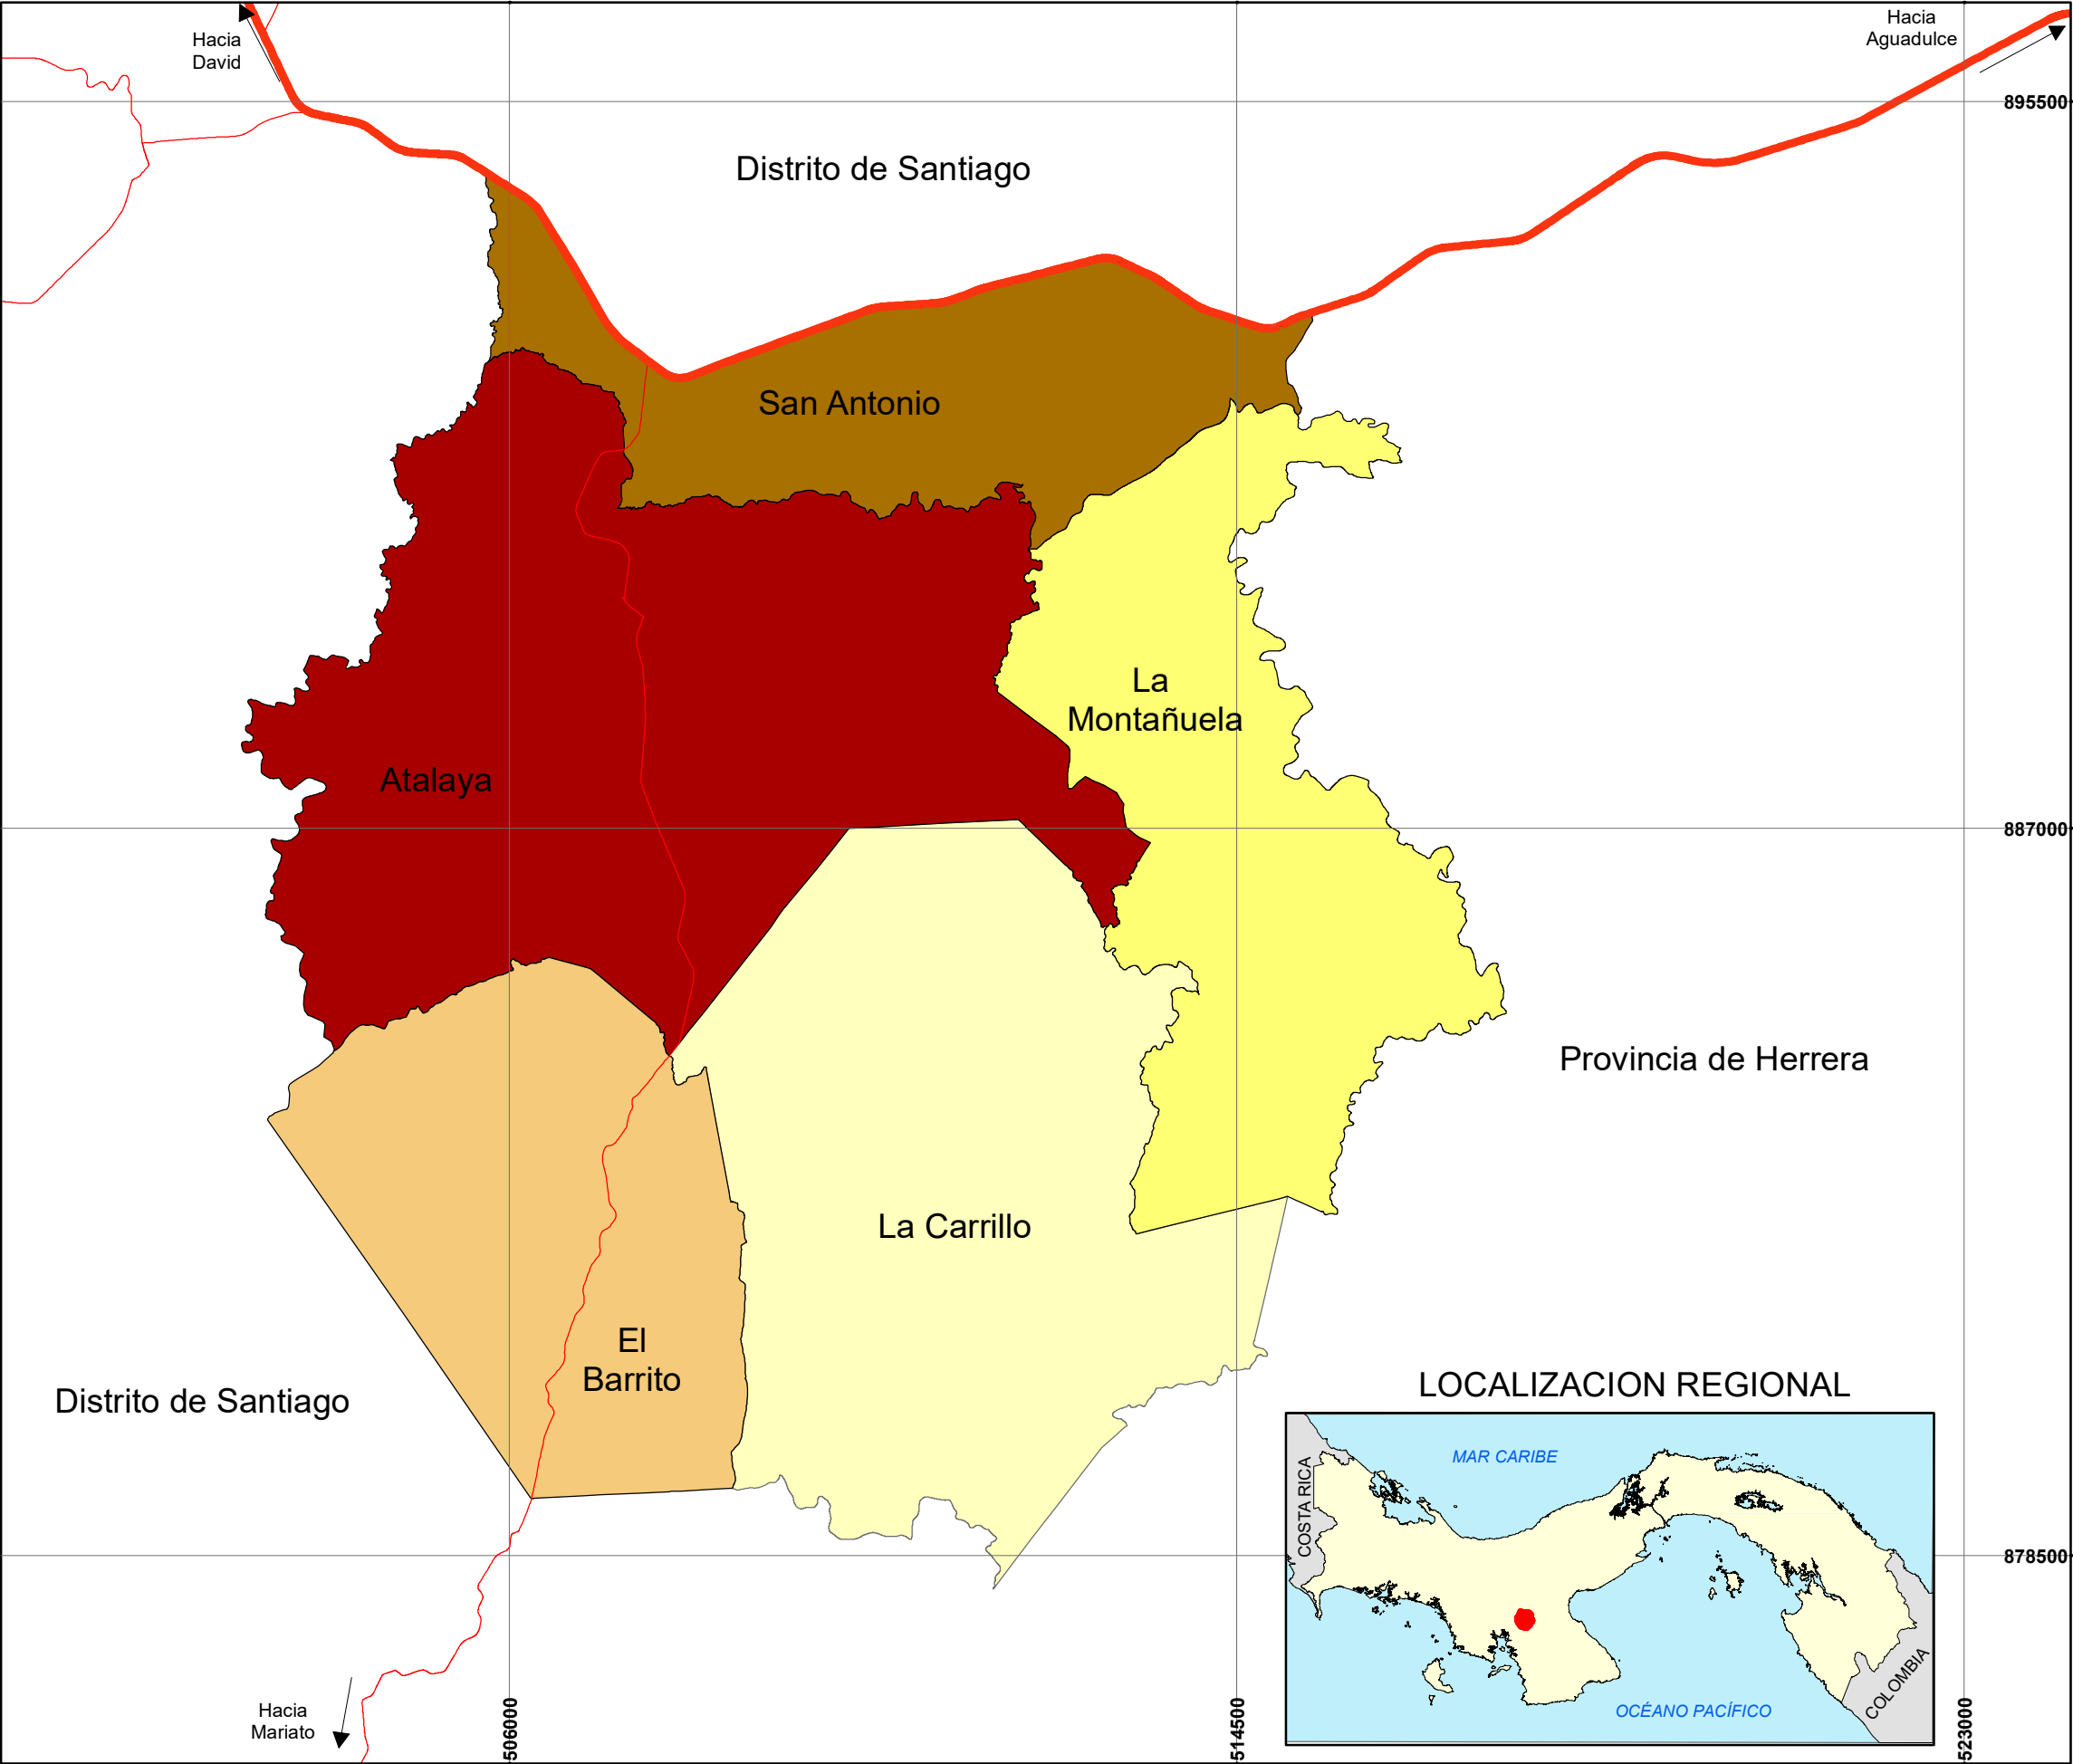 Hacia
David
Hacia
Aguadulce
895500
Distrito de Santiago
San Antonio
La
Montañuela
Atalaya
887000
Provincia de Herrera
La Carrillo
El
Barrito
Distrito de Santiago
LOCALIZACION REGIONAL
MAR CARIBE
COSTA RICA
878500
COLOMBIA
OCÉANO PACÍFICO
Hacia
Mariato
506000
514500
523000